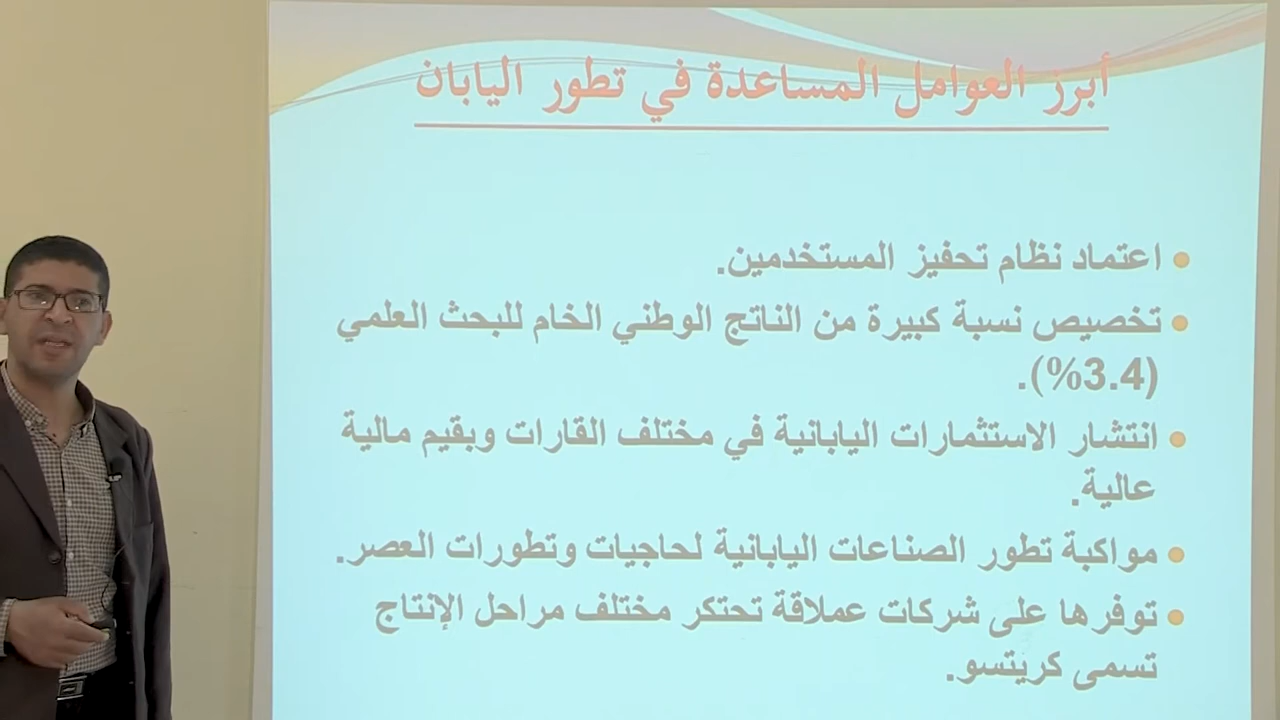 أبرز العوامل المساعدة في تطور اليابان
اعتماد نظام تحفيز المستخدمين.
تخصيص نسبة كبيرة من الناتج الوطني الخام للبحث العلمي
(3.4%).
انتشار الاستثمارات اليابانية في مختلف القارات وبقيم مالية
عالية.
مواكبة تطور الصناعات اليابانية لحاجيات وتطورات العصر.
توفرها على شركات عملاقة تحتكر مختلف مراحل الإنتاج
تسمى كريتسو.